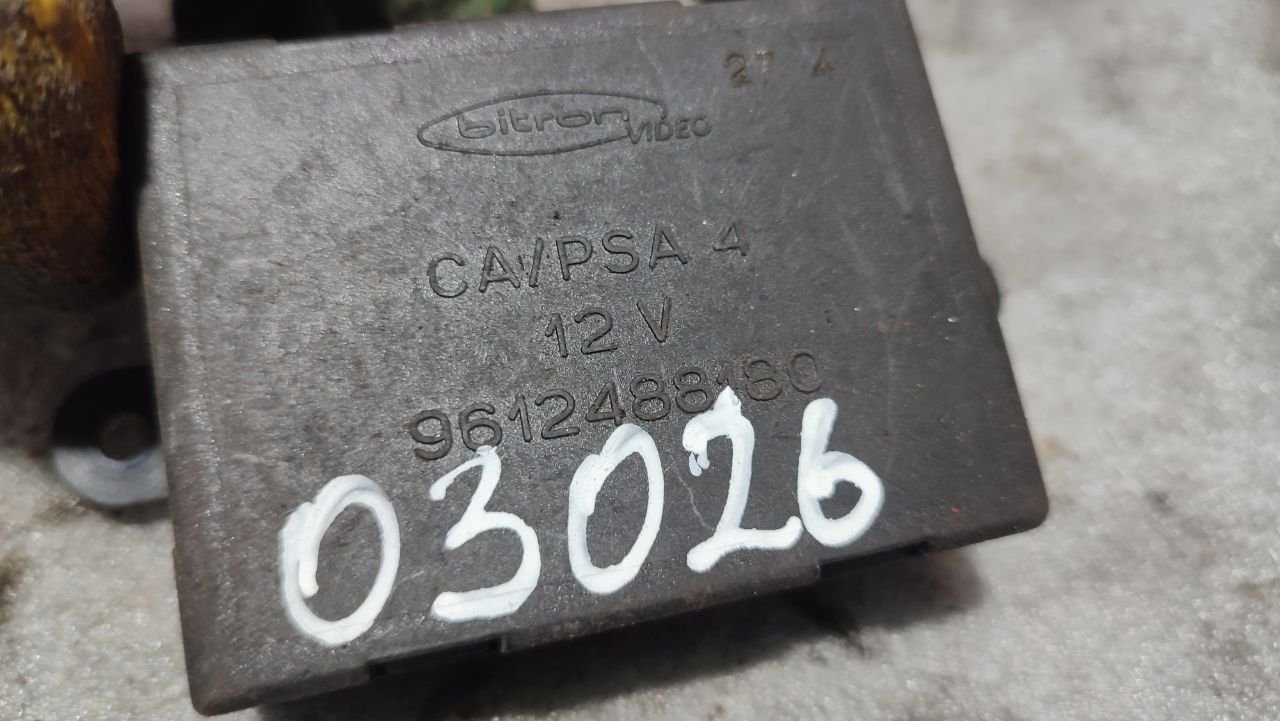 27 4
bitron VIDEO
CA/PSA 4
12 V
9612488180
03026